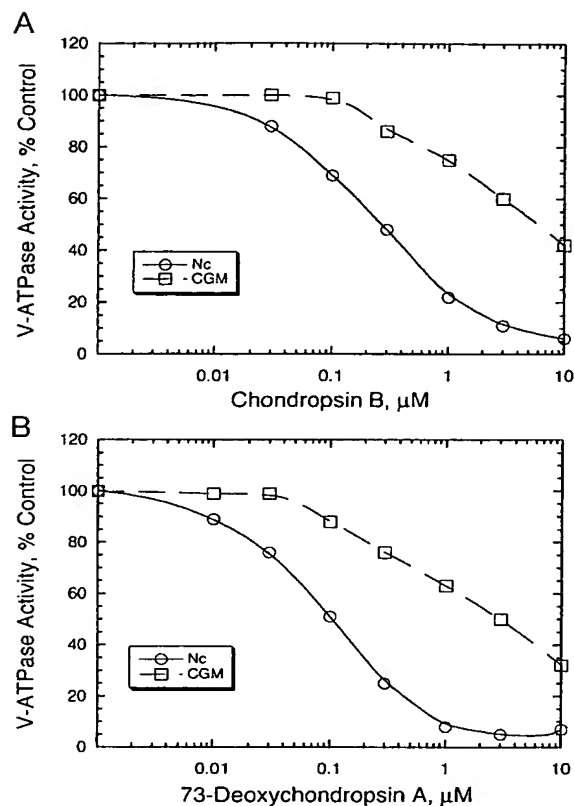 A
V-ATPase Activity, % Control
120
100
80
60
40
20
0
Nc
CGM
0.01 0.1 1 10
Chondropsin B, μM
B
V-ATPase Activity, % Control
120
100
80
60
40
20
0
Nc
CGM
0.01 0.1 1 10
73-Deoxychondropsin A, μM